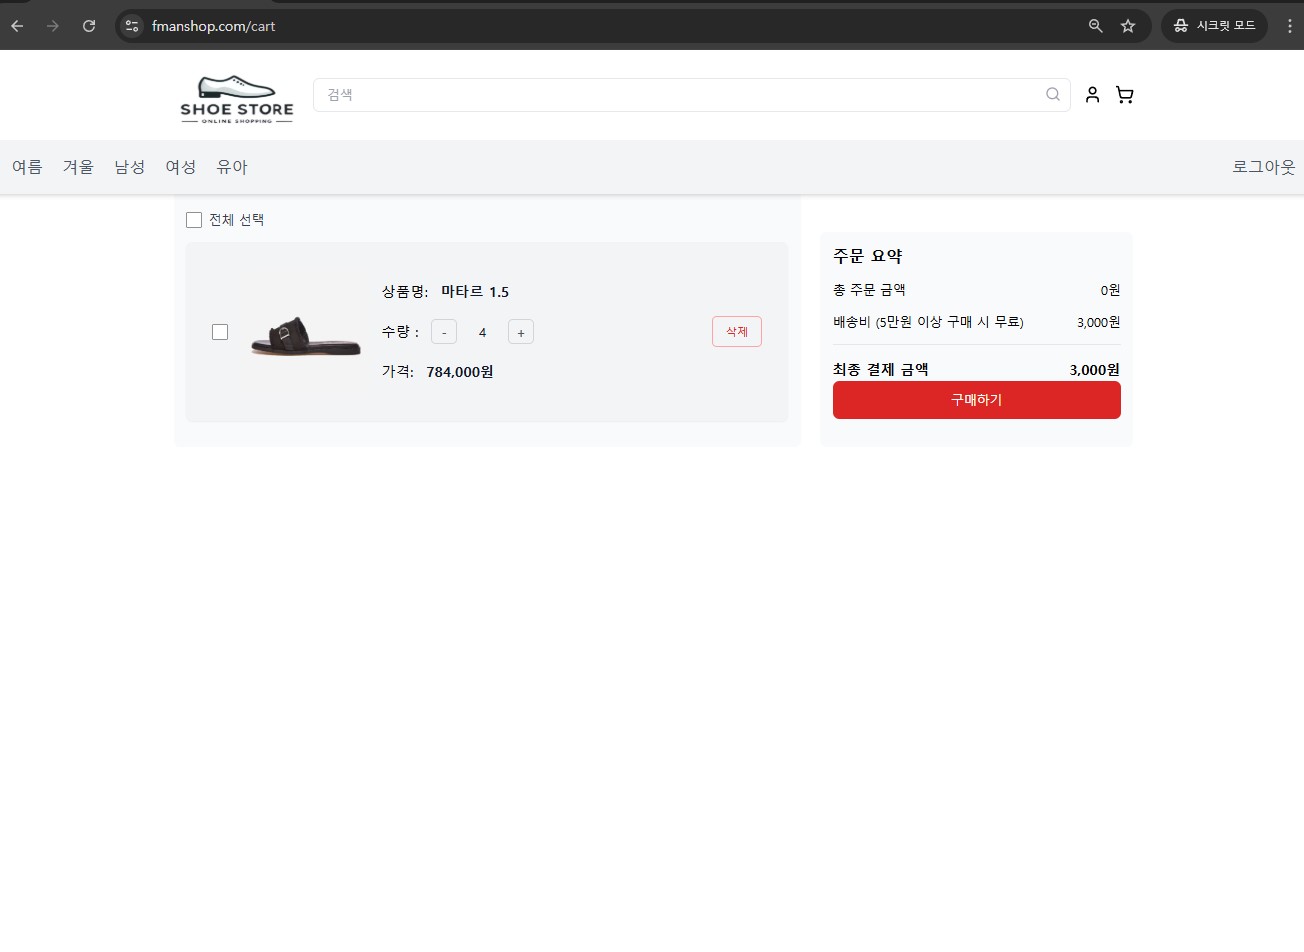 fmanshop.com/cart
시크릿 모드
SHOE STORE
ONLINE SHOPPING
검색
여름 겨울 남성 여성 유아 로그아웃
전체 선택
상품명: 마타르 1.5
수량 : - 4 +
가격: 784,000원
삭제
주문 요약
총 주문 금액 0원
배송비 (5만원 이상 구매 시 무료) 3,000원
최종 결제 금액 3,000원
구매하기